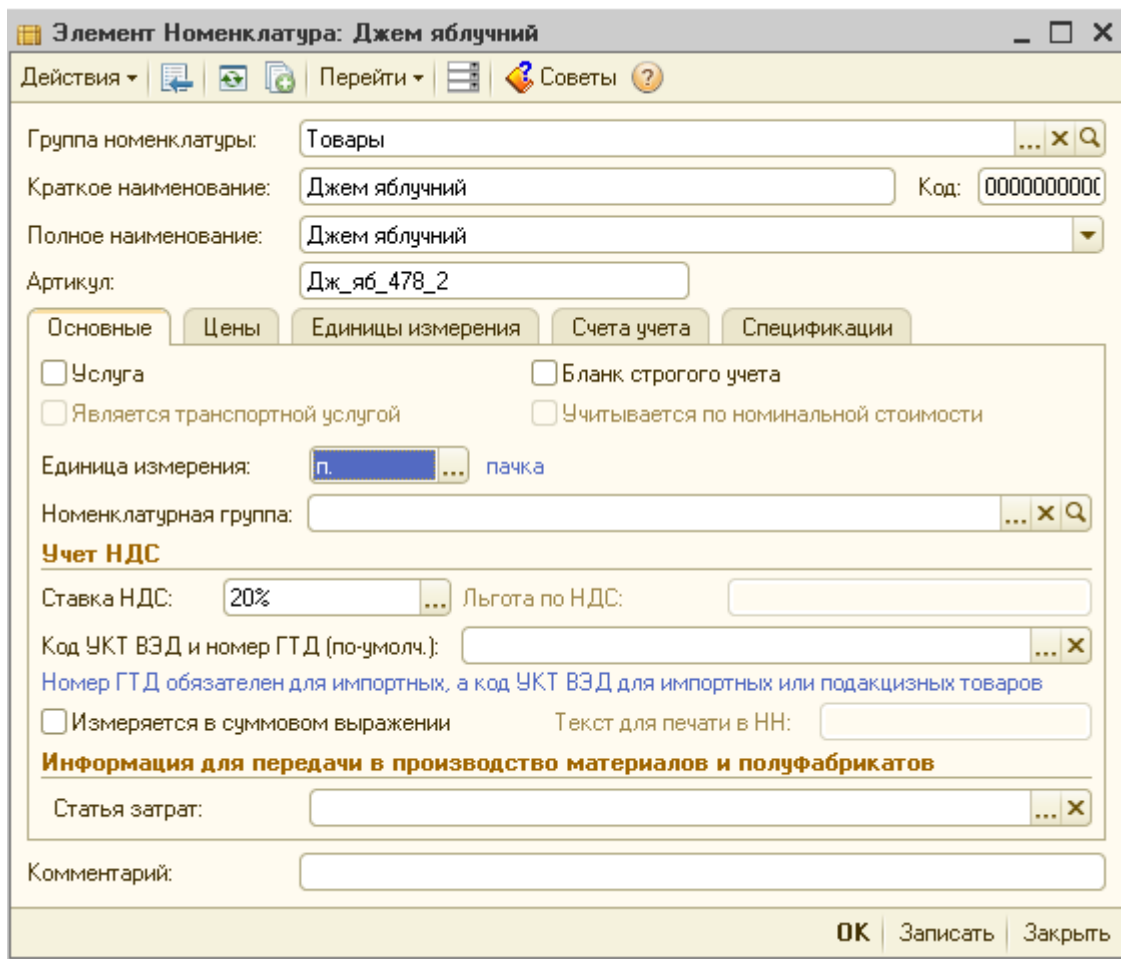 Элемент Номенклатура: Джем яблучний
Действия Перейти Советы
Группа номенклатуры: Товары
Краткое наименование: Джем яблучний Код: 0000000000
Полное наименование: Джем яблучний
Артикул: Дж_яб_478_2
Основные Цены Единицы измерения Счета учета Спецификации
Услуга Бланк строгого учета
Является транспортной услугой Учитывается по номинальной стоимости
Единица измерения: п. ... пачка
Номенклатурная группа:
Учет НДС
Ставка НДС: 20% ... Льгота по НДС:
Код УКТ ВЭД и номер ГТД (по-умолч.):
Номер ГТД обязателен для импортных, а код УКТ ВЭД для импортных или подакцизных товаров
Измеряется в суммовом выражении Текст для печати в НН:
Информация для передачи в производство материалов и полуфабрикатов
Статья затрат:
Комментарий:
ОК Записать Закрыть